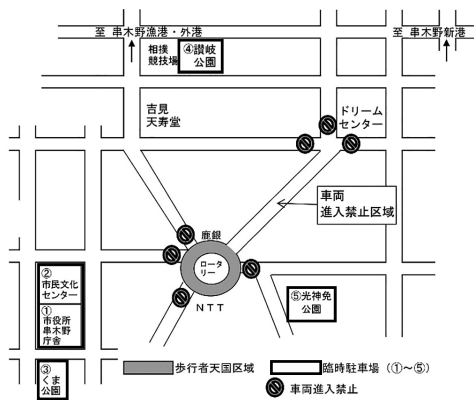 至 串木野漁港・外港
至 串木野新港
相撲
競技場
④讃岐
公園
吉見
天寿堂
ドリーム
センター
車両
進入禁止区域
鹿銀
ロータ
リー
NTT
②
市民文化
センター
①
市役所
串木野
庁舎
⑤光神免
公園
③
くま
公園
歩行者天国区域
臨時駐車場(①~⑤)
車両進入禁止